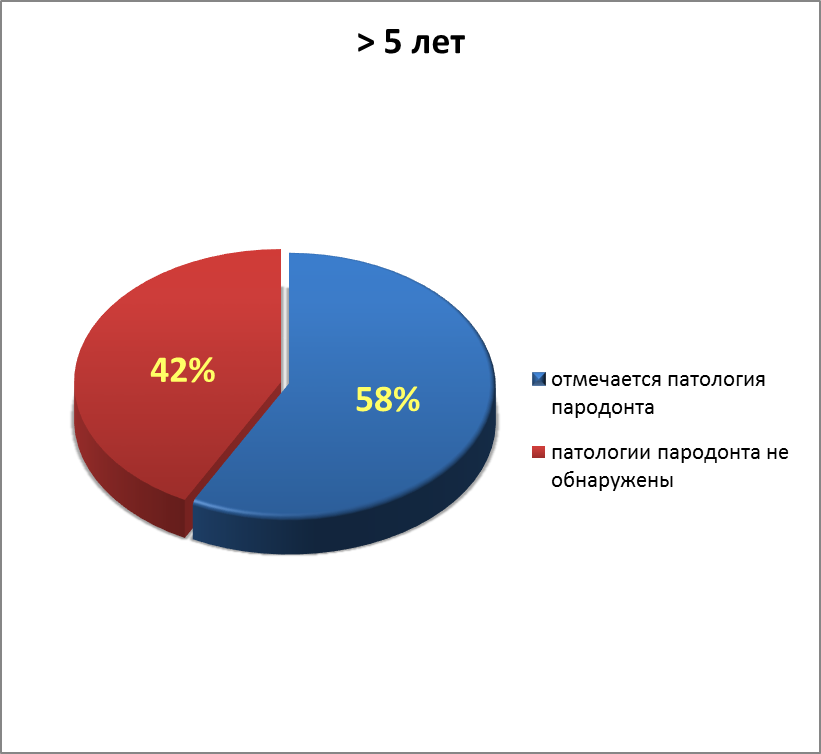 > 5 лет
42%
58%
отмечается патология
пародонта
патологии пародонта не
обнаружены